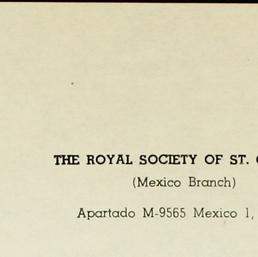 THE ROYAL SOCIETY OF ST.
(Mexico Branch)
Apartado M-9565 Mexico 1,